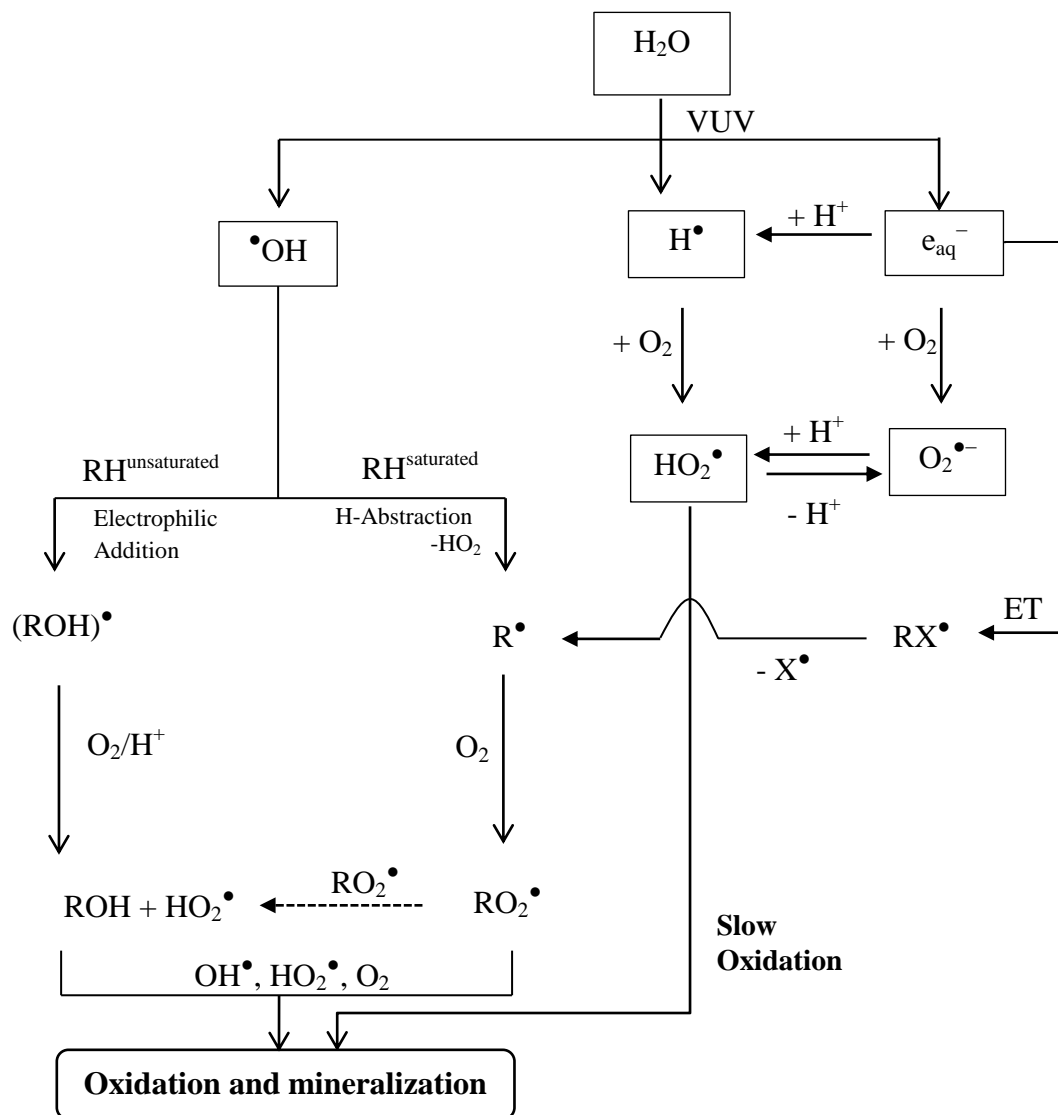 H₂O
VUV
•OH
H•
+ H⁺
eaq⁻
+ O₂
+ O₂
HO₂•
+ H⁺
- H⁺
O₂•⁻
RHunsaturated
RHsaturated
Electrophilic
Addition
H-Abstraction
-HO₂
(ROH)•
R•
- X•
RX•
ET
O₂/H⁺
O₂
ROH + HO₂•
RO₂•
RO₂•
Slow
Oxidation
OH•, HO₂•, O₂
Oxidation and mineralization